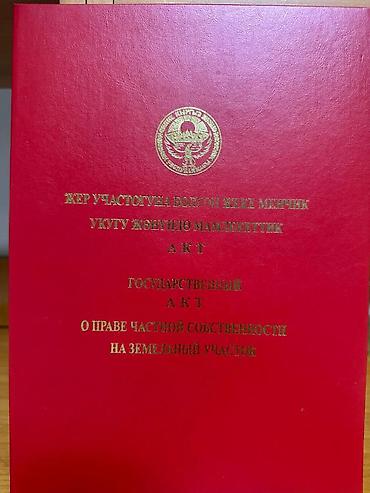 ЖЕР УЧАСТОГУНА БОЛГОН ЖЕКЕ МЕНЧИК
УКУГУ ЖӨНҮНДӨ МАМЛЕКЕТТИК
АКТ
ГОСУДАРСТВЕННЫЙ
АКТ
О ПРАВЕ ЧАСТНОЙ СОБСТВЕННОСТИ
НА ЗЕМЕЛЬНЫЙ УЧАСТОК